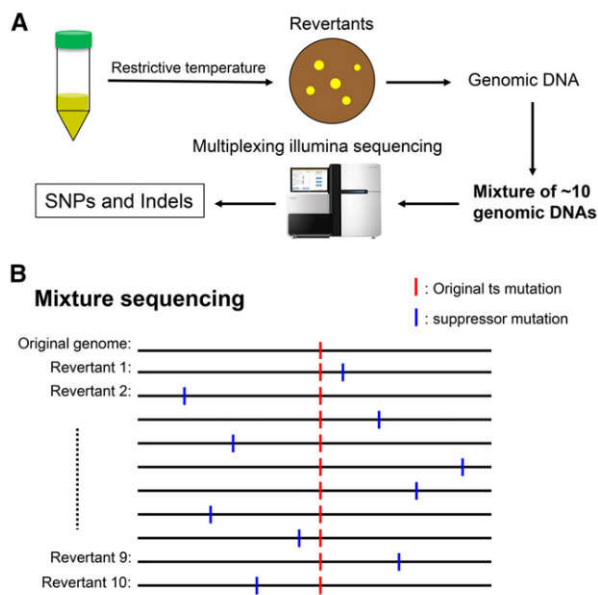 A
Restrictive temperature
Revertants
Genomic DNA
Multiplexing illumina sequencing
SNPs and Indels
Mixture of ~10
genomic DNAs
B
Mixture sequencing
: Original ts mutation
: suppressor mutation
Original genome:
Revertant 1:
Revertant 2:
Revertant 9:
Revertant 10: